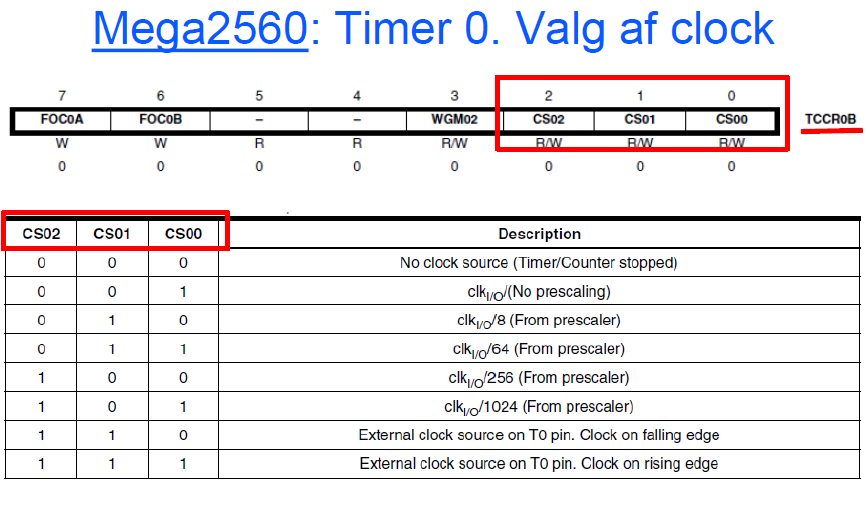 Mega2560: Timer 0. Valg af clock
7 6 5 4 3 2 1 0
FOC0A FOC0B – – WGM02 CS02 CS01 CS00 TCCR0B
W W R R R/W R/W R/W R/W
0 0 0 0 0 0 0 0
CS02 CS01 CS00 Description
0 0 0 No clock source (Timer/Counter stopped)
0 0 1 clkI/O/(No prescaling)
0 1 0 clkI/O/8 (From prescaler)
0 1 1 clkI/O/64 (From prescaler)
1 0 0 clkI/O/256 (From prescaler)
1 0 1 clkI/O/1024 (From prescaler)
1 1 0 External clock source on T0 pin. Clock on falling edge
1 1 1 External clock source on T0 pin. Clock on rising edge